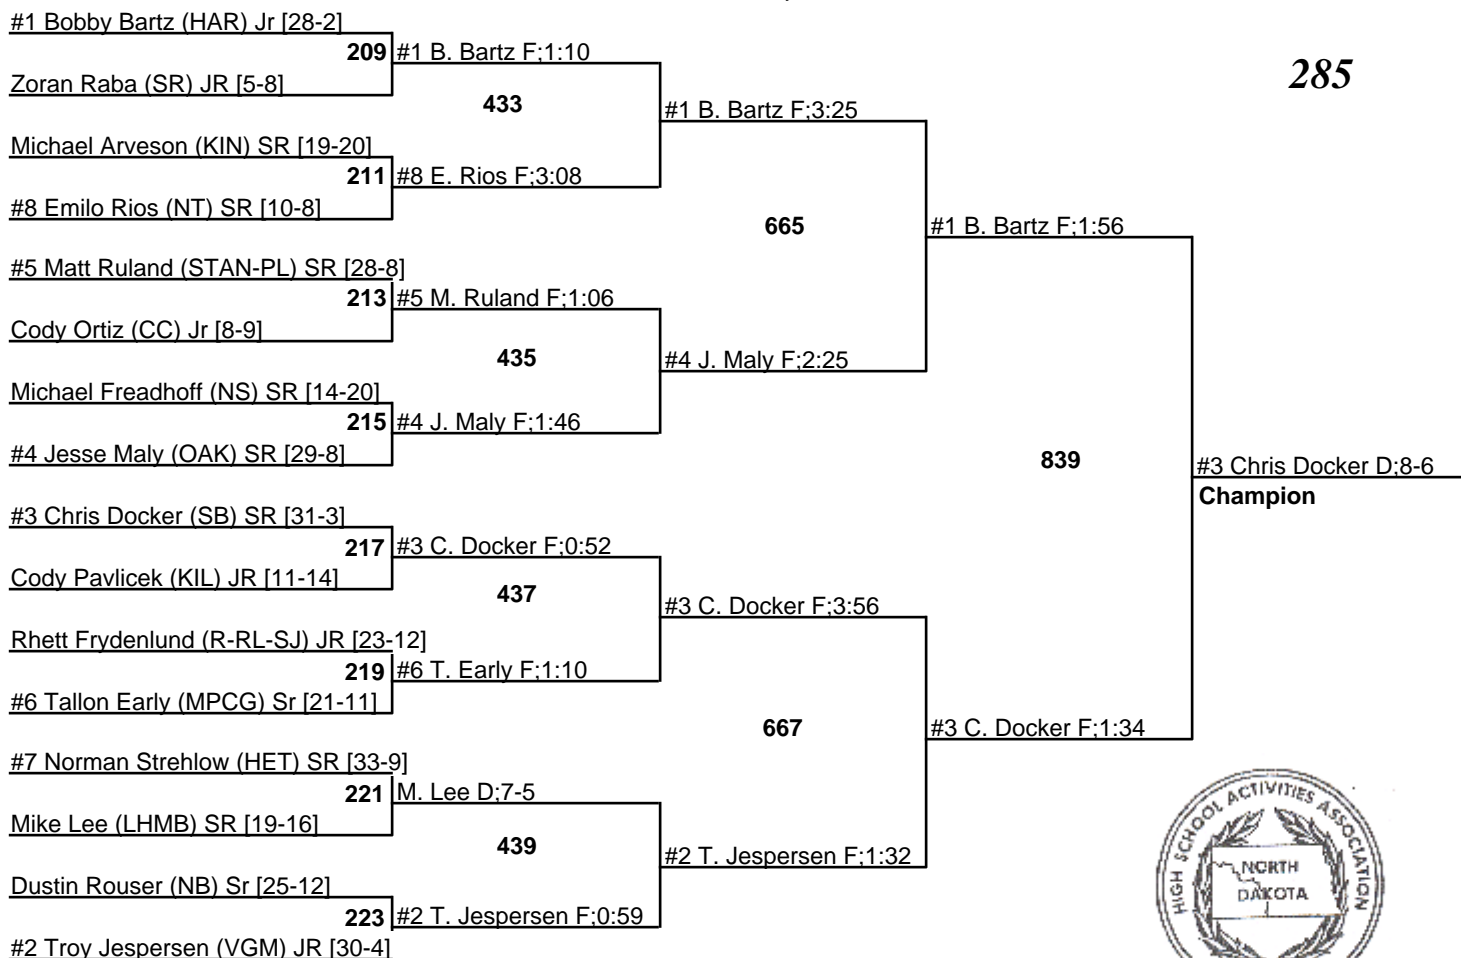 #1 Bobby Bartz (HAR) Jr [28-2]
209 #1 B. Bartz F;1:10
285
Zoran Raba (SR) JR [5-8]
433
#1 B. Bartz F;3:25
Michael Arveson (KIN) SR [19-20]
211 #8 E. Rios F;3:08
#8 Emilo Rios (NT) SR [10-8]
665
#1 B. Bartz F;1:56
#5 Matt Ruland (STAN-PL) SR [28-8]
213 #5 M. Ruland F;1:06
Cody Ortiz (CC) Jr [8-9]
435
#4 J. Maly F;2:25
Michael Freadhoff (NS) SR [14-20]
215 #4 J. Maly F;1:46
#4 Jesse Maly (OAK) SR [29-8]
839
#3 Chris Docker D;8-6
Champion
#3 Chris Docker (SB) SR [31-3]
217 #3 C. Docker F;0:52
Cody Pavlicek (KIL) JR [11-14]
437
#3 C. Docker F;3:56
Rhett Frydenlund (R-RL-SJ) JR [23-12]
219 #6 T. Early F;1:10
#6 Tallon Early (MPCG) Sr [21-11]
667
#3 C. Docker F;1:34
#7 Norman Strehlow (HET) SR [33-9]
221 M. Lee D;7-5
Mike Lee (LHMB) SR [19-16]
439
#2 T. Jespersen F;1:32
Dustin Rouser (NB) Sr [25-12]
223 #2 T. Jespersen F;0:59
#2 Troy Jespersen (VGM) JR [30-4]
HIGH SCHOOL ACTIVITIES ASSOCIATION
NORTH
DAKOTA